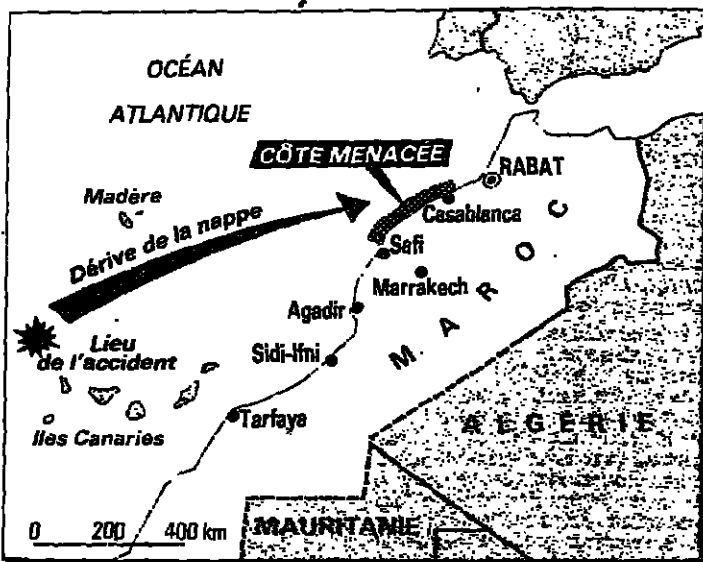 OCÉAN
ATLANTIQUE
CÔTE MENACÉE
RABAT
Madère
Dérive de la nappe
Casablanca
Safi
Marrakech
MAROC
Agadir
Lieu
de l'accident
Sidi-Ifni
Tarfaya
Iles Canaries
ALGÉRIE
0 200 400 km
MAURITANIE